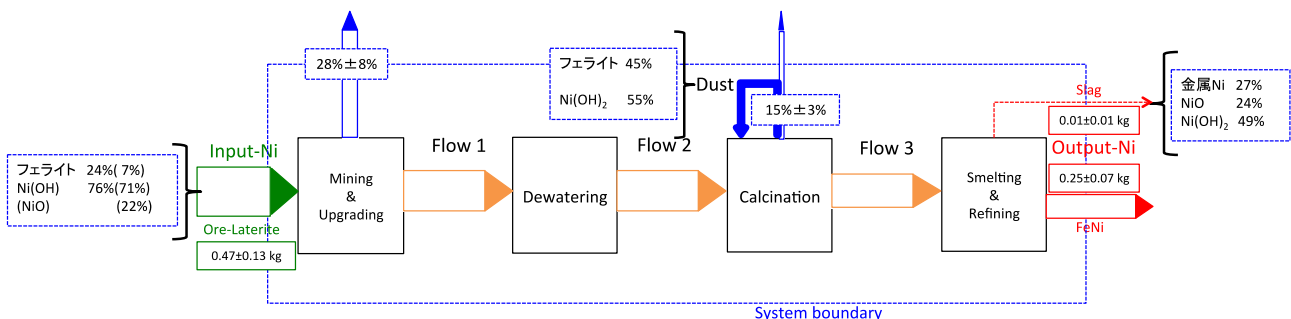 フェライト 24%( 7%)
Ni(OH) 76%(71%)
(NiO) (22%)
Input-Ni
Ore-Laterite
0.47±0.13 kg
28%±8%
Mining
&
Upgrading
Flow 1
Dewatering
フェライト 45%
Ni(OH)₂ 55%
Dust
Flow 2
15%±3%
Calcination
Flow 3
Smelting
&
Refining
Slag
0.01±0.01 kg
Output-Ni
0.25±0.07 kg
FeNi
金属Ni 27%
NiO 24%
Ni(OH)₂ 49%
System boundary